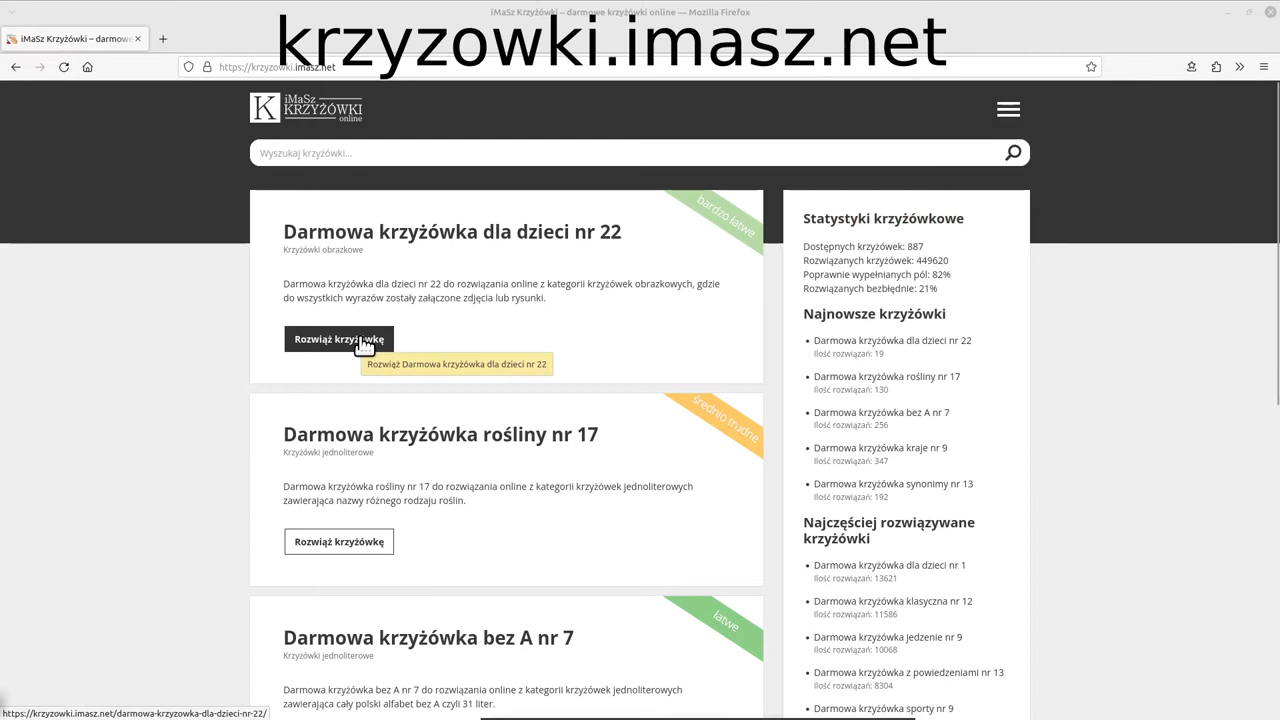 iMaSz Krzyżówki – darmowe krzyżówki online — Mozilla Firefox
krzyzowki.imasz.net
iMaSz Krzyżówki – darmowe
https://krzyzowki.imasz.net
K iMaSz KRZYŻÓWKI online
Wyszukaj krzyżówki...
bardzo łatwe
Darmowa krzyżówka dla dzieci nr 22
Krzyżówki obrazkowe
Darmowa krzyżówka dla dzieci nr 22 do rozwiązania online z kategorii krzyżówek obrazkowych, gdzie
do wszystkich wyrazów zostały załączone zdjęcia lub rysunki.
Rozwiąż krzyżówkę
Rozwiąż Darmowa krzyżówka dla dzieci nr 22
średnio trudne
Darmowa krzyżówka rośliny nr 17
Krzyżówki jednoliterowe
Darmowa krzyżówka rośliny nr 17 do rozwiązania online z kategorii krzyżówek jednoliterowych
zawierająca nazwy różnego rodzaju roślin.
Rozwiąż krzyżówkę
łatwe
Darmowa krzyżówka bez A nr 7
Krzyżówki jednoliterowe
Darmowa krzyżówka bez A nr 7 do rozwiązania online z kategorii krzyżówek jednoliterowych
zawierająca cały polski alfabet bez A czyli 31 liter.
Statystyki krzyżówkowe
Dostępnych krzyżówek: 887
Rozwiązanych krzyżówek: 449620
Poprawnie wypełnianych pól: 82%
Rozwiązanych bezbłędnie: 21%
Najnowsze krzyżówki
• Darmowa krzyżówka dla dzieci nr 22
Ilość rozwiązań: 19
• Darmowa krzyżówka rośliny nr 17
Ilość rozwiązań: 130
• Darmowa krzyżówka bez A nr 7
Ilość rozwiązań: 256
• Darmowa krzyżówka kraje nr 9
Ilość rozwiązań: 347
• Darmowa krzyżówka synonimy nr 13
Ilość rozwiązań: 192
Najczęściej rozwiązywane
krzyżówki
• Darmowa krzyżówka dla dzieci nr 1
Ilość rozwiązań: 13621
• Darmowa krzyżówka klasyczna nr 12
Ilość rozwiązań: 11586
• Darmowa krzyżówka jedzenie nr 9
Ilość rozwiązań: 10068
• Darmowa krzyżówka z powiedzeniami nr 13
Ilość rozwiązań: 8304
• Darmowa krzyżówka sporty nr 9
https://krzyzowki.imasz.net/darmowa-krzyzowka-dla-dzieci-nr-22/